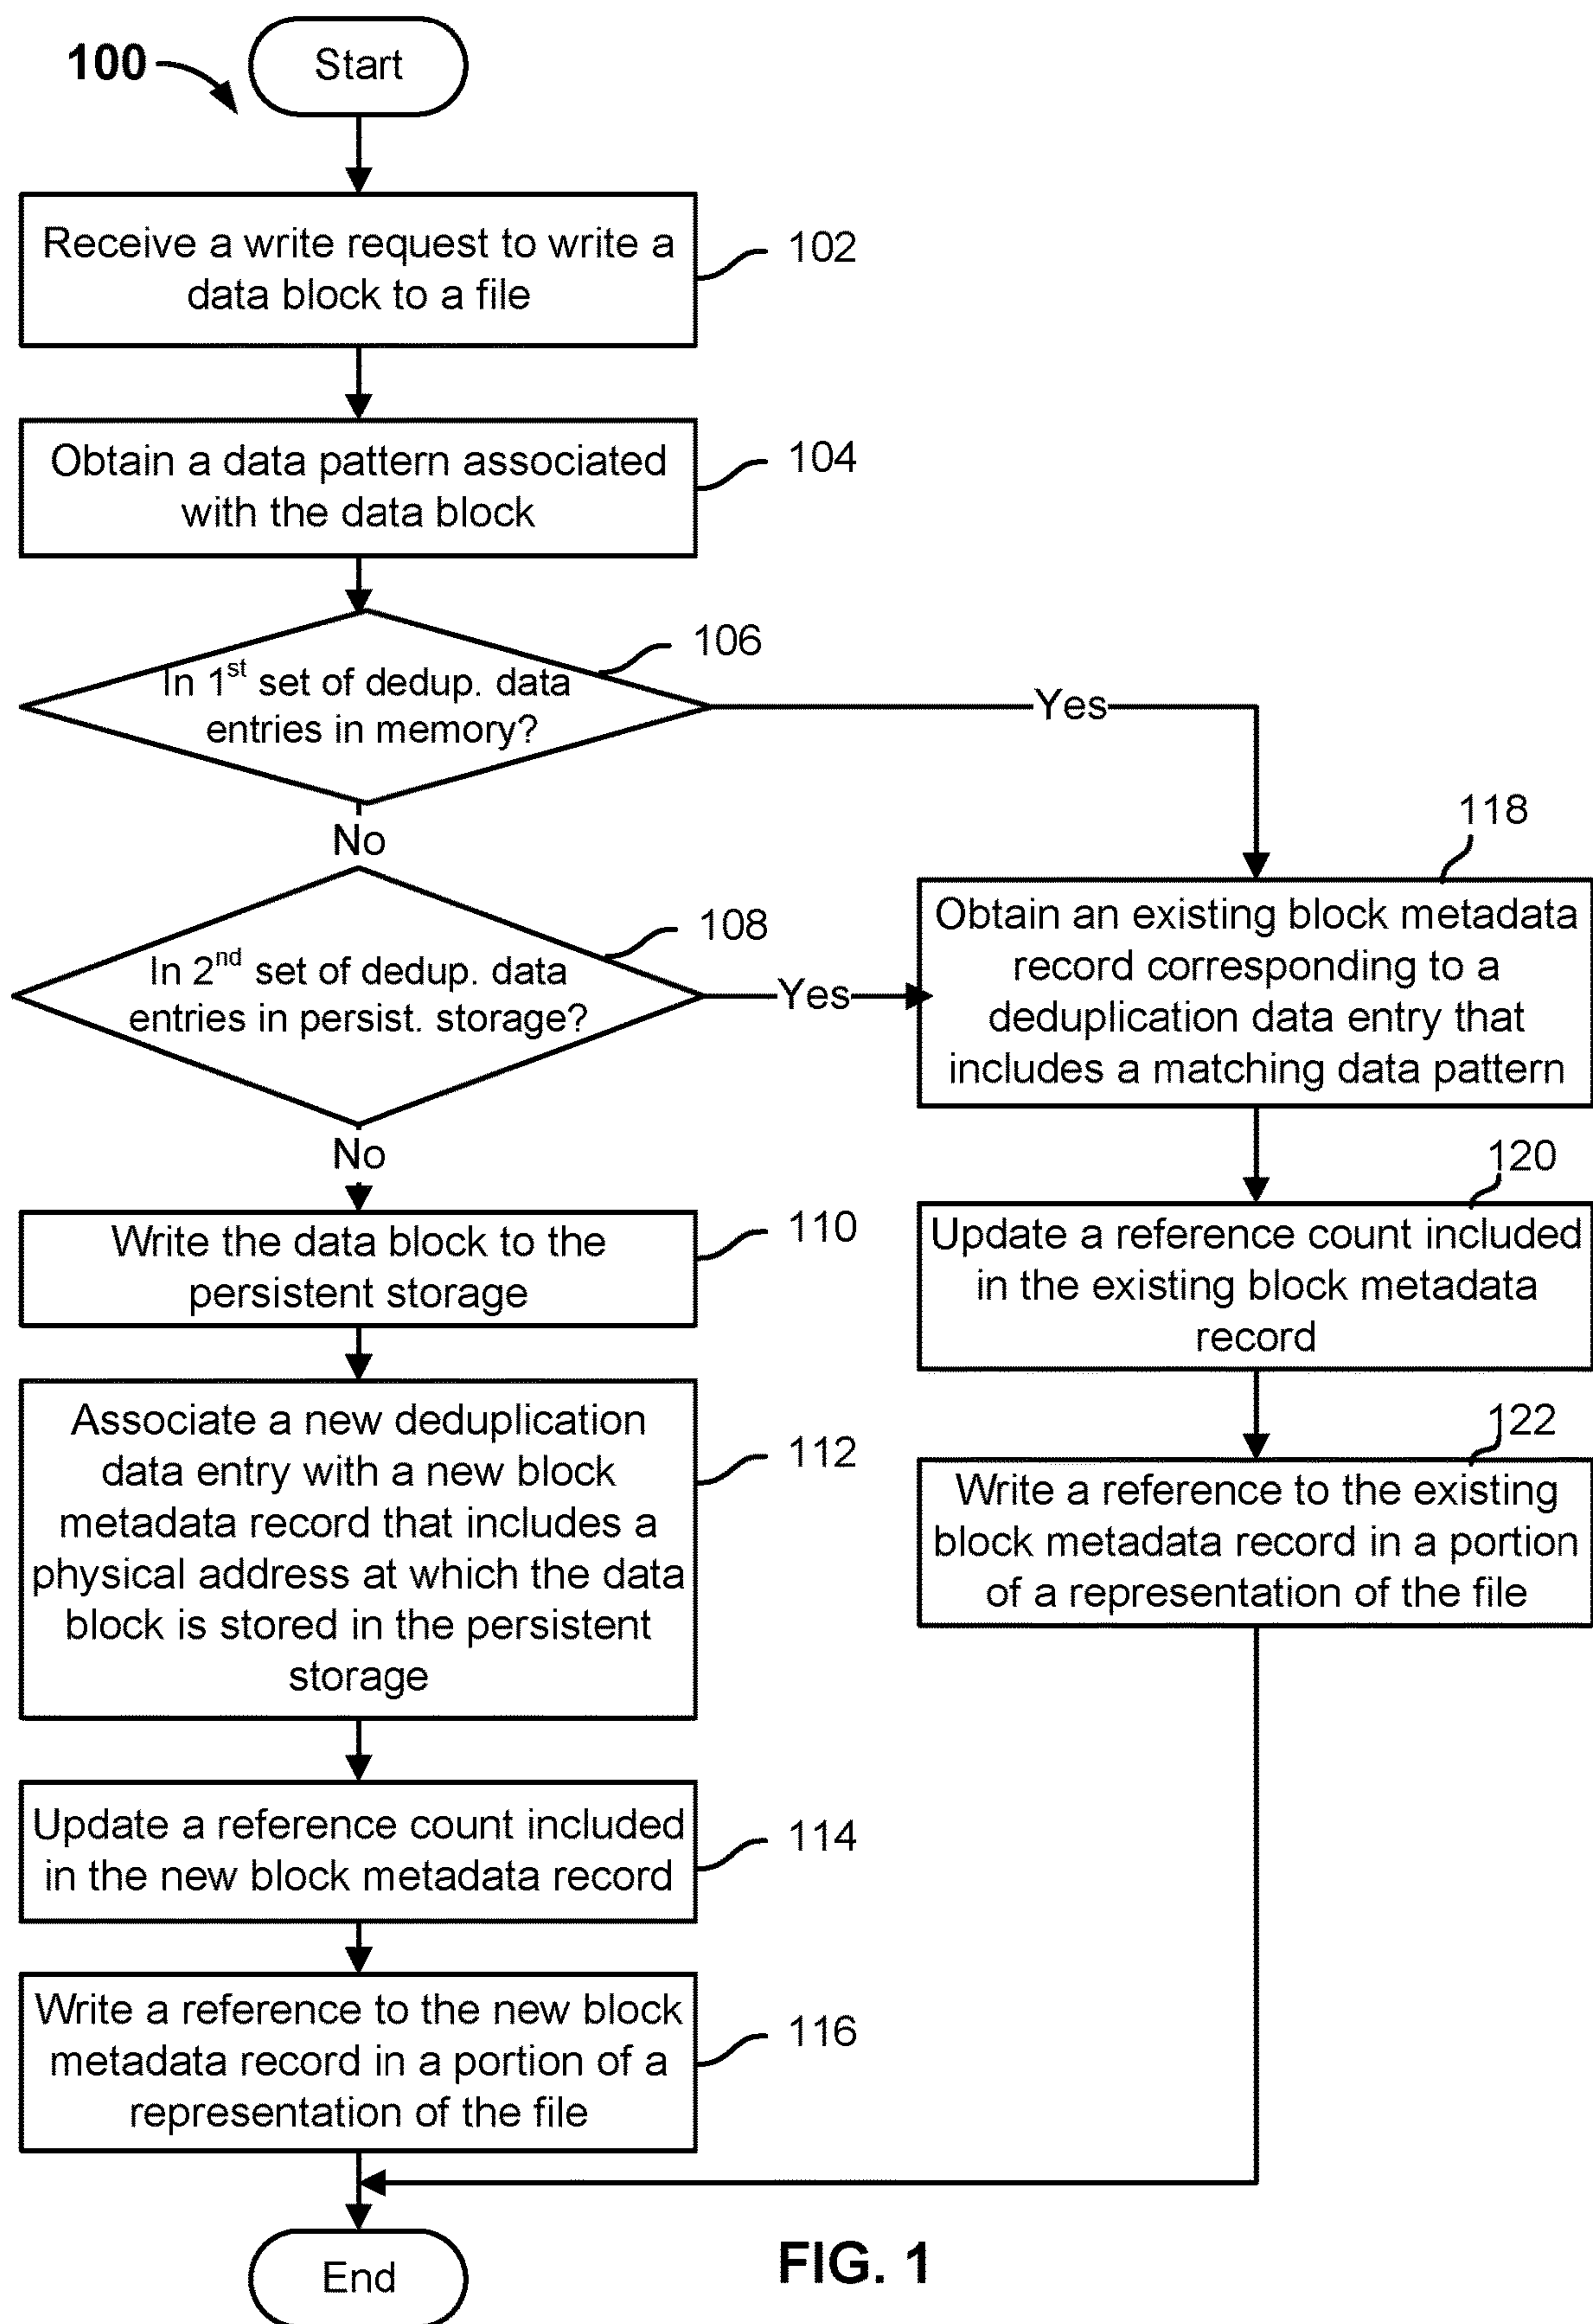 100
Start
Receive a write request to write a
data block to a file
102
Obtain a data pattern associated
with the data block
104
In 1st set of dedup. data
entries in memory?
106
Yes
No
In 2nd set of dedup. data
entries in persist. storage?
108
Yes
No
118
Obtain an existing block metadata
record corresponding to a
deduplication data entry that
includes a matching data pattern
120
Update a reference count included
in the existing block metadata
record
122
Write a reference to the existing
block metadata record in a portion
of a representation of the file
Write the data block to the
persistent storage
110
Associate a new deduplication
data entry with a new block
metadata record that includes a
physical address at which the data
block is stored in the persistent
storage
112
Update a reference count included
in the new block metadata record
114
Write a reference to the new block
metadata record in a portion of a
representation of the file
116
End
FIG. 1